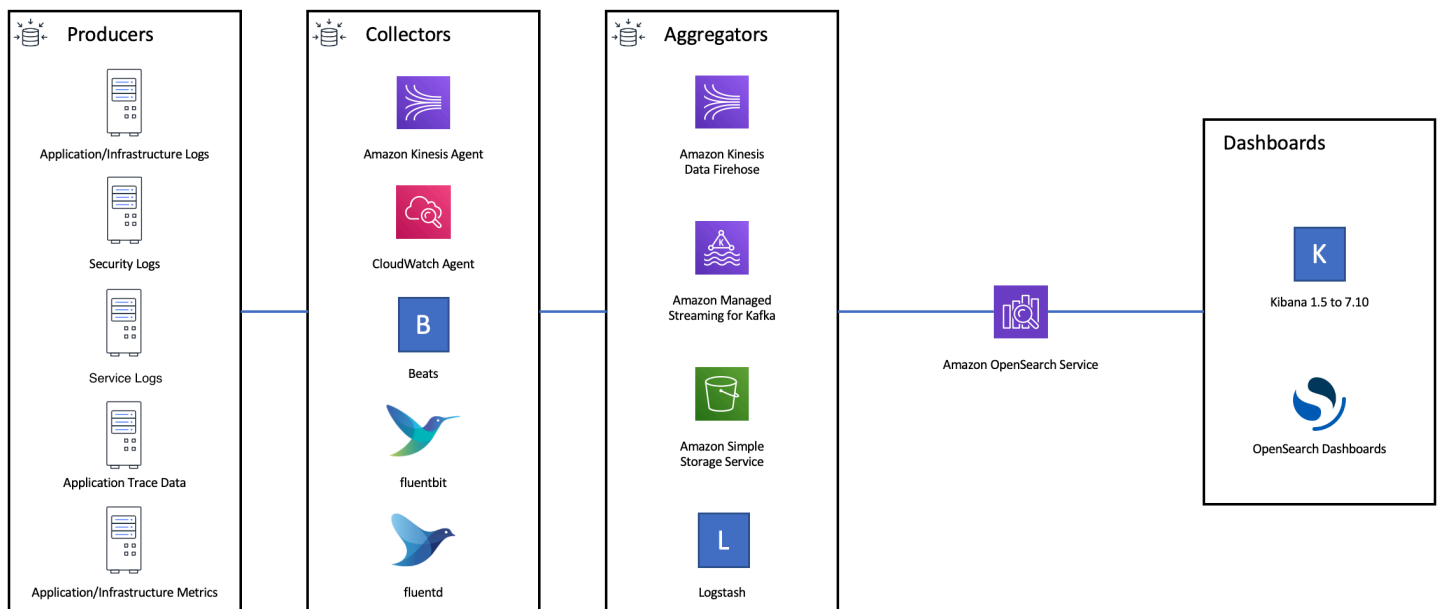 Producers
Application/Infrastructure Logs
Security Logs
Service Logs
Application Trace Data
Application/Infrastructure Metrics
Collectors
Amazon Kinesis Agent
CloudWatch Agent
B
Beats
fluentbit
fluentd
Aggregators
Amazon Kinesis
Data Firehose
K
Amazon Managed
Streaming for Kafka
Amazon Simple
Storage Service
L
Logstash
Amazon OpenSearch Service
Dashboards
K
Kibana 1.5 to 7.10
OpenSearch Dashboards